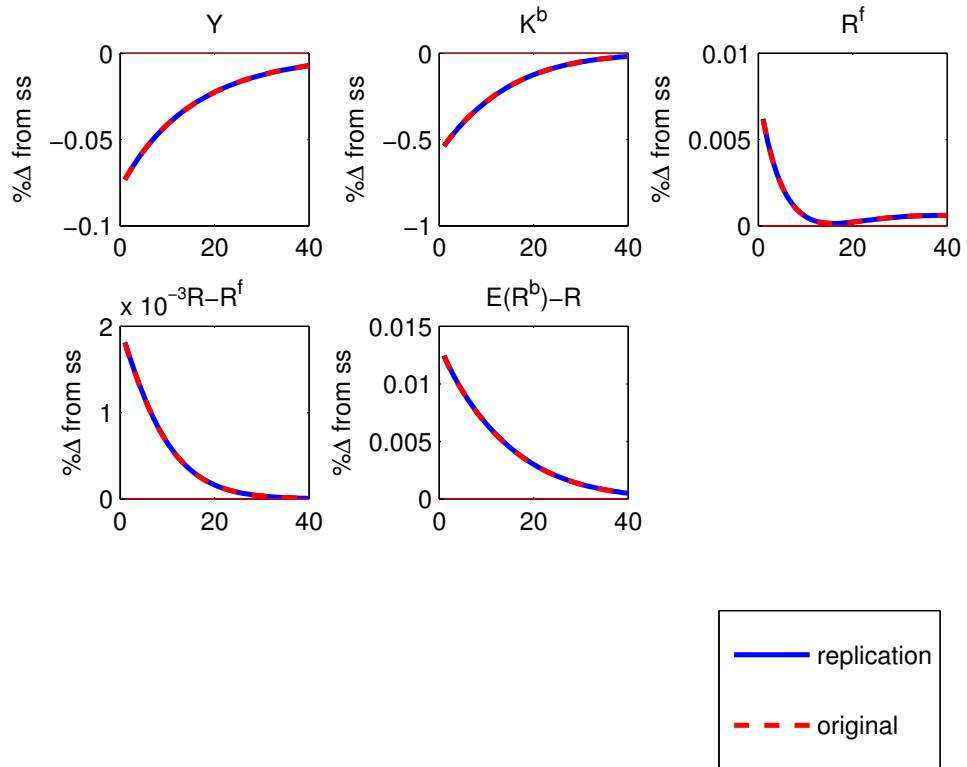 Y
%Δ from ss
0
−0.05
−0.1
0 20 40
K^b
%Δ from ss
0
−0.5
−1
0 20 40
R^f
%Δ from ss
0.01
0.005
0
0 20 40
x 10^−3
R−R^f
%Δ from ss
2
1
0
0 20 40
E(R^b)−R
%Δ from ss
0.015
0.01
0.005
0
0 20 40
replication
original